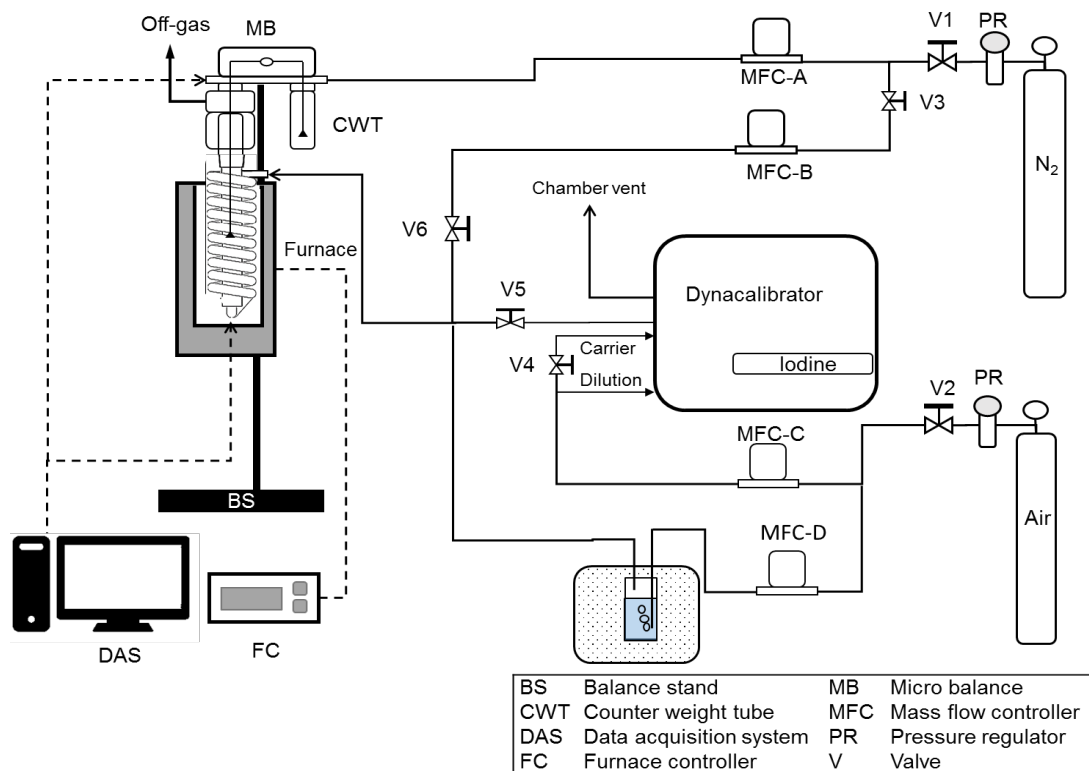 Off-gas
MB
V1
PR
MFC-A
CWT
V3
MFC-B
N2
Chamber vent
V6
Furnace
V5
Dynacalibrator
Carrier
V4
Iodine
Dilution
PR
V2
MFC-C
BS
Air
MFC-D
DAS
FC
BS Balance stand MB Micro balance
CWT Counter weight tube MFC Mass flow controller
DAS Data acquisition system PR Pressure regulator
FC Furnace controller V Valve